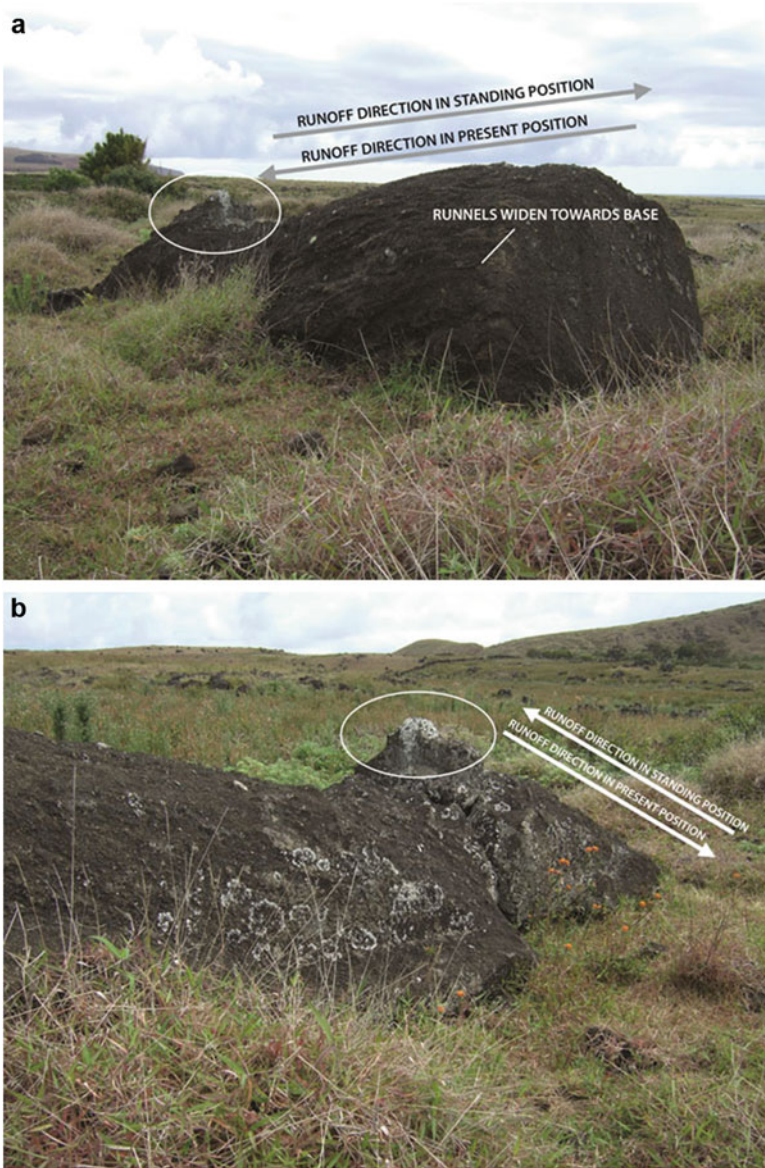 a
RUNOFF DIRECTION IN STANDING POSITION
RUNOFF DIRECTION IN PRESENT POSITION
RUNNELS WIDEN TOWARDS BASE
b
RUNOFF DIRECTION IN STANDING POSITION
RUNOFF DIRECTION IN PRESENT POSITION